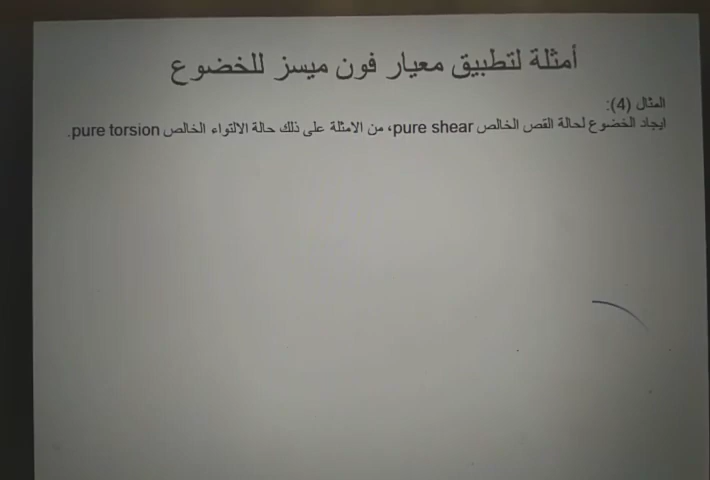 أمثلة لتطبيق معيار فون ميسز للخضوع
المثال (4):
ايجاد الخضوع لحالة القص الخالص pure shear، من الامثلة على ذلك حالة الالتواء الخالص pure torsion.